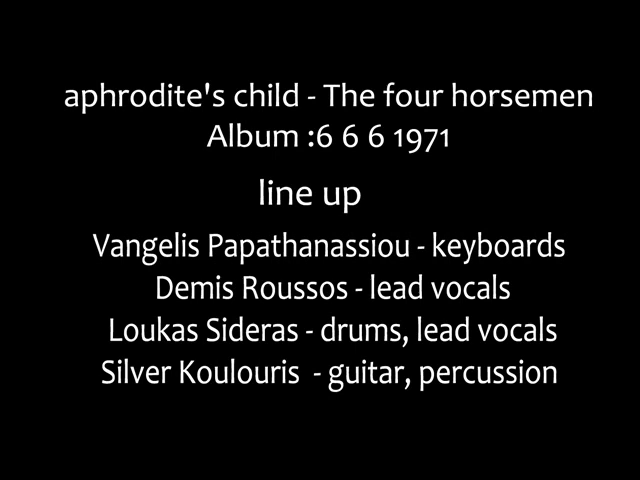 aphrodite's child - The four horsemen
Album :6 6 6 1971
line up
Vangelis Papathanassiou - keyboards
Demis Roussos - lead vocals
Loukas Sideras - drums, lead vocals
Silver Koulouris - guitar, percussion